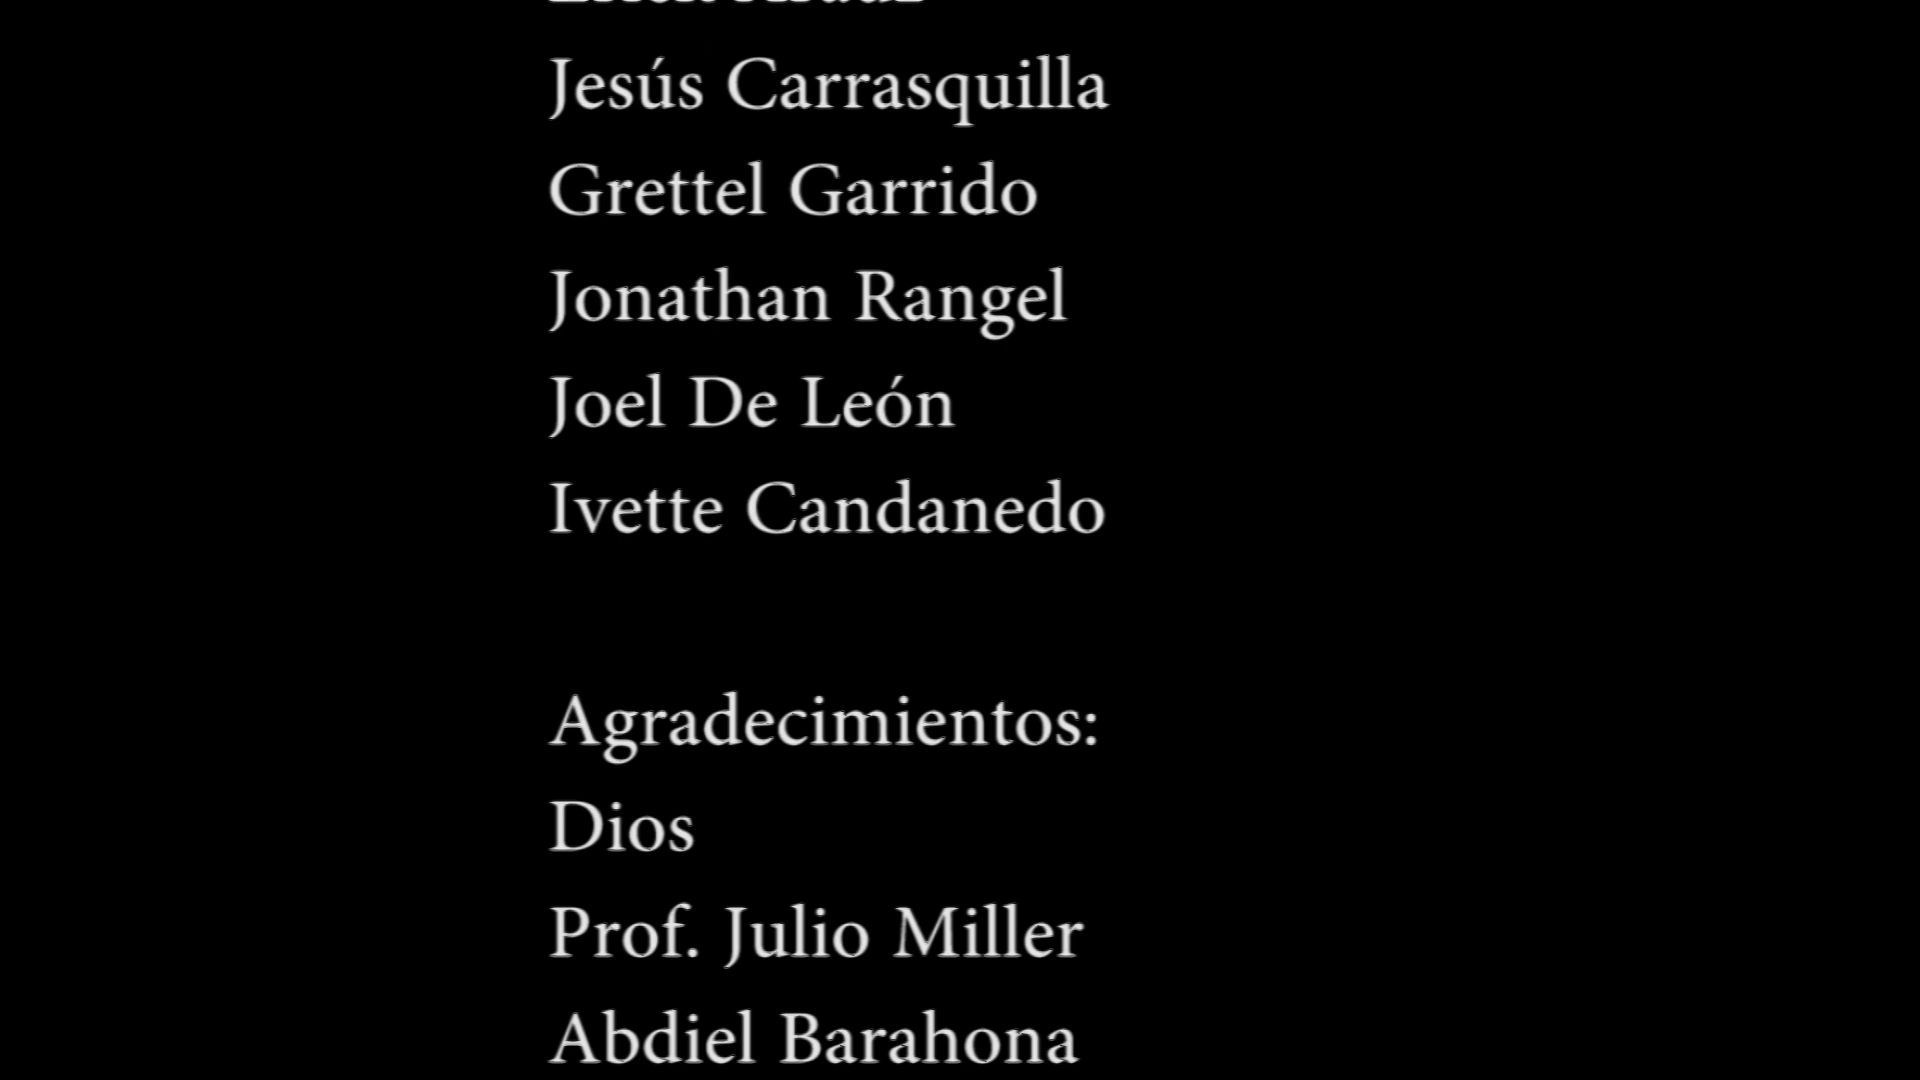 Jesús Carrasquilla
Grettel Garrido
Jonathan Rangel
Joel De León
Ivette Candanedo
Agradecimientos:
Dios
Prof. Julio Miller
Abdiel Barahona